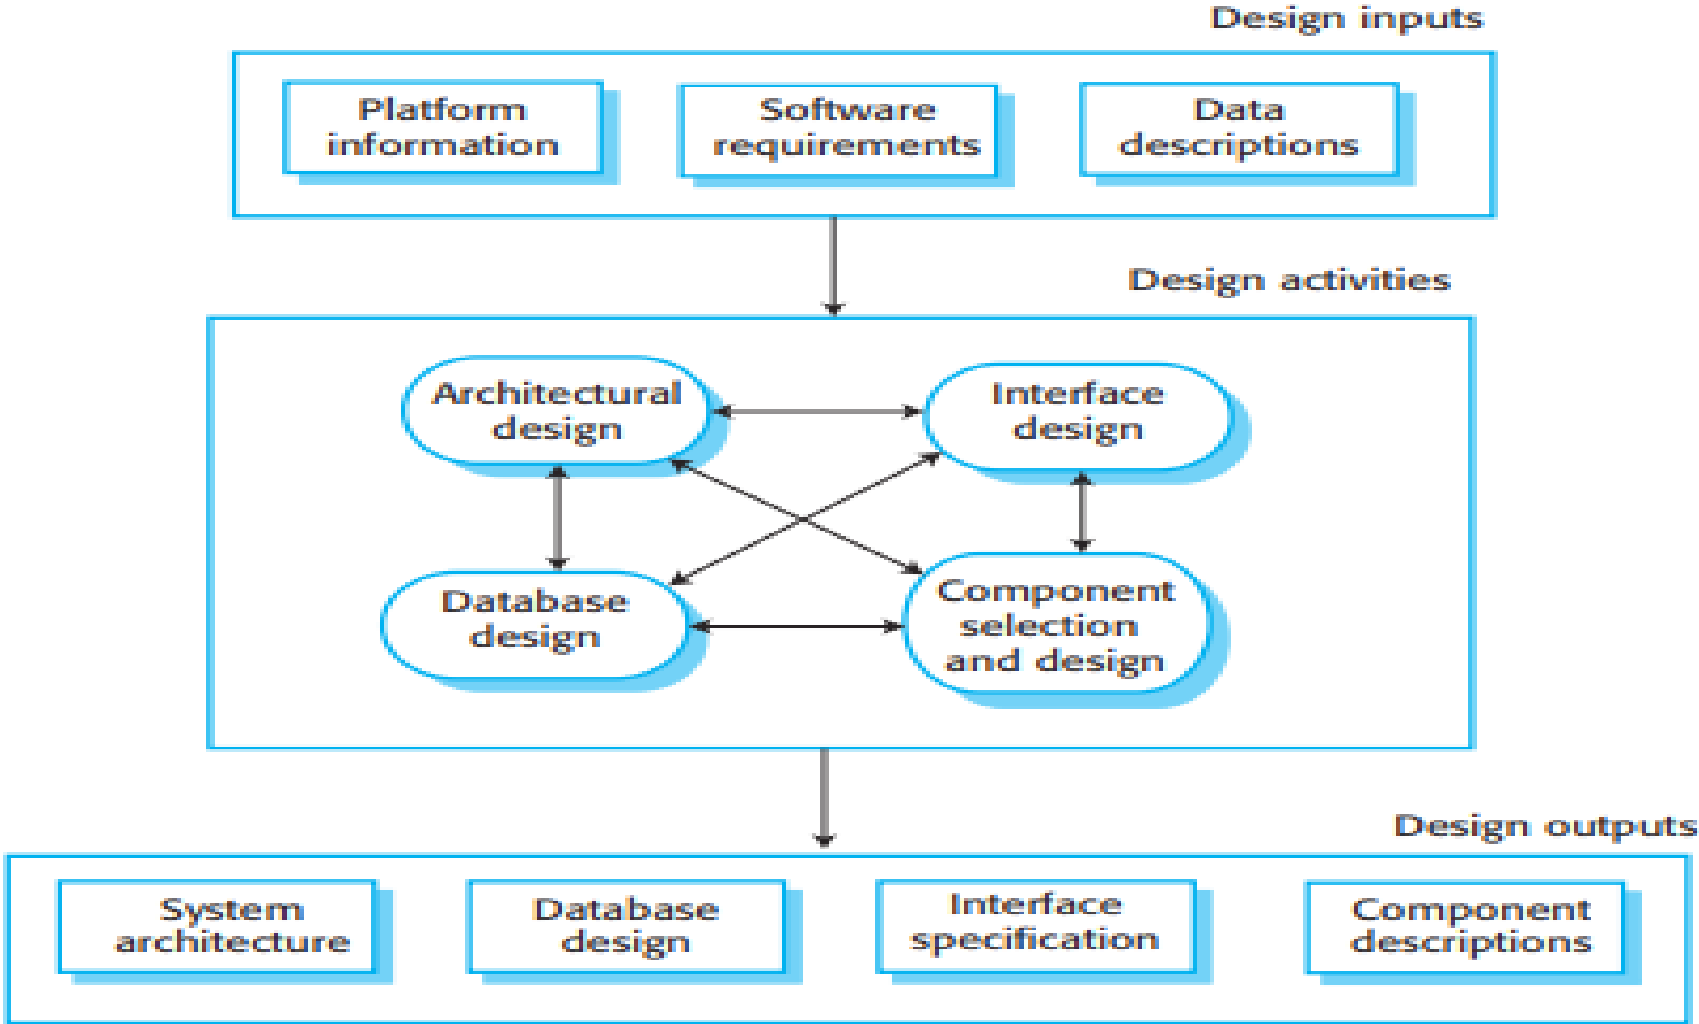 Design inputs
Platform
information
Software
requirements
Data
descriptions
Design activities
Architectural
design
Interface
design
Database
design
Component
selection
and design
Design outputs
System
architecture
Database
design
Interface
specification
Component
descriptions